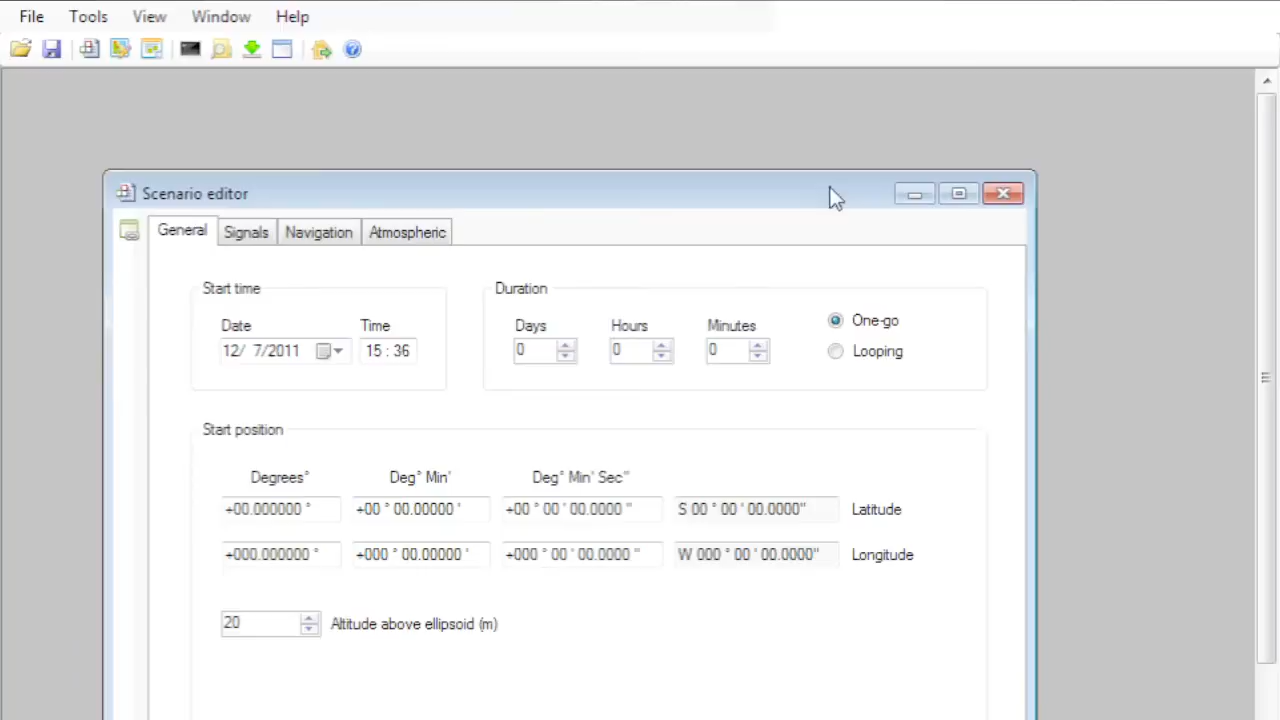 File Tools View Window Help
Scenario editor
General Signals Navigation Atmospheric
Start time
Duration
Date Time
Days Hours Minutes
One-go
12/ 7/2011 15 : 36
0 0 0
Looping
Start position
Degrees° Deg° Min' Deg° Min' Sec"
+00.000000 ° +00 ° 00.00000 ' +00 ° 00 ' 00.0000 " S 00 ° 00 ' 00.0000" Latitude
+000.000000 ° +000 ° 00.00000 ' +000 ° 00 ' 00.0000 " W 000 ° 00 ' 00.0000" Longitude
20 Altitude above ellipsoid (m)